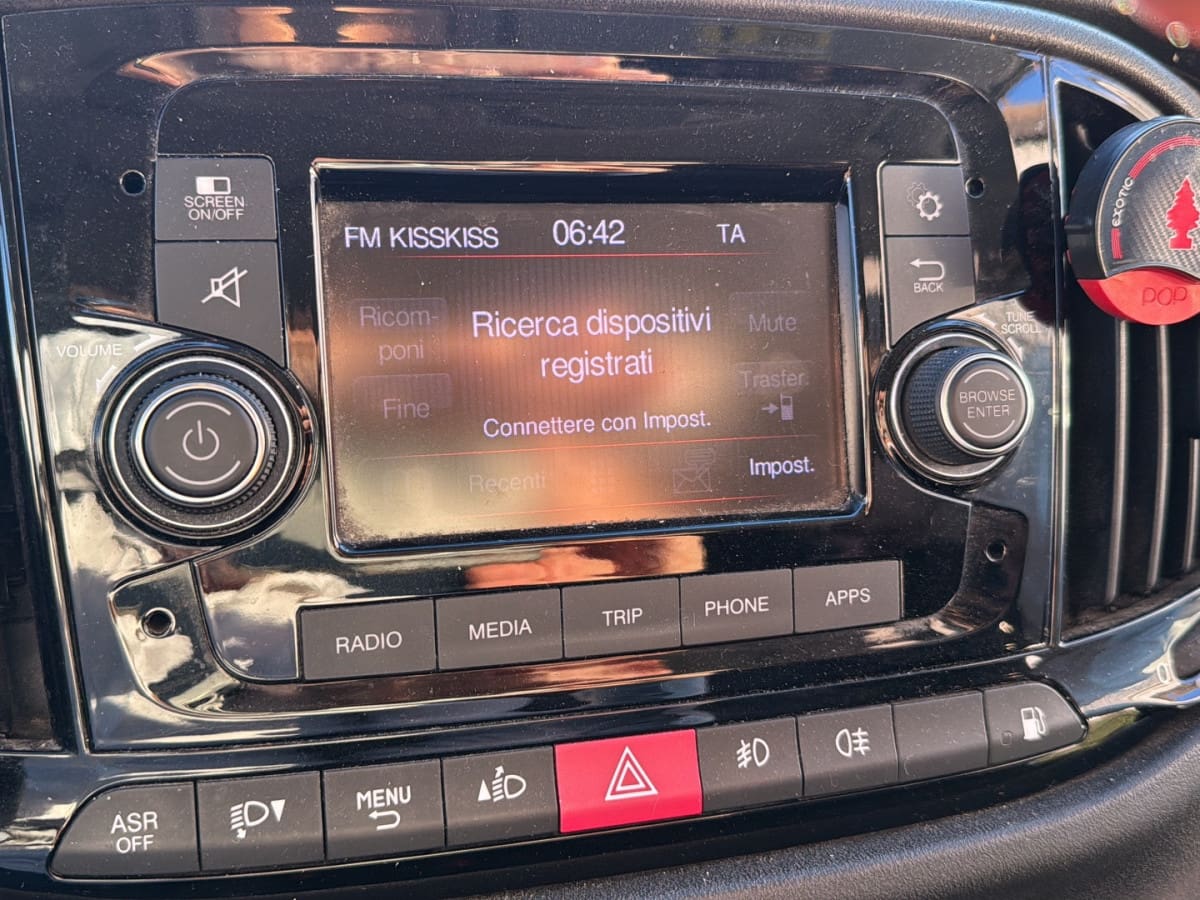 SCREEN
ON/OFF
FM KISSKISS 06:42 TA
BACK
EXOTIC
POP
VOLUME
TUNE
SCROLL
Ricom-
poni
Ricerca dispositivi
registrati
Mute
Fine
Trasfer.
BROWSE
ENTER
Connettere con Impost.
Recenti
Impost.
RADIO MEDIA TRIP PHONE APPS
ASR
OFF
MENU